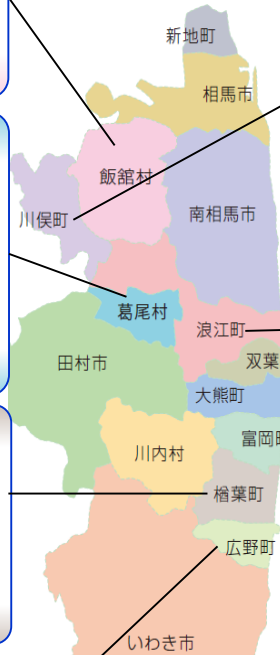 新地町
相馬市
飯舘村
川俣町
南相馬市
葛尾村
浪江町
双葉
田村市
大熊町
富岡町
川内村
楢葉町
広野町
いわき市